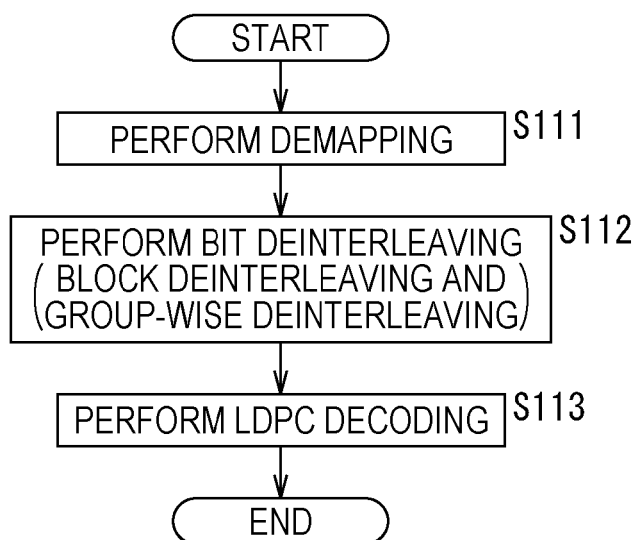 START
PERFORM DEMAPPING
S111
PERFORM BIT DEINTERLEAVING
(BLOCK DEINTERLEAVING AND
GROUP-WISE DEINTERLEAVING)
S112
PERFORM LDPC DECODING
S113
END